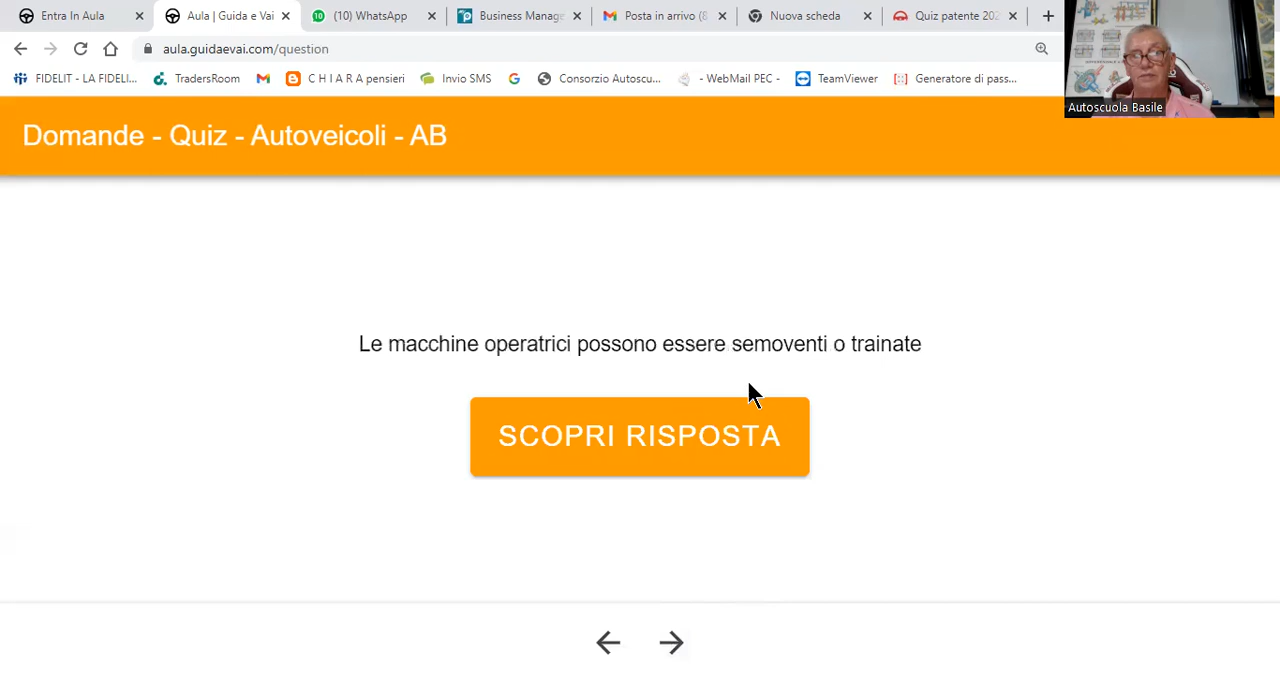 Entra In Aula
Aula | Guida e Vai
(10) WhatsApp
Business Manage
Posta in arrivo (8
Nuova scheda
Quiz patente 202
aula.guidaevai.com/question
FIDELIT - LA FIDELI...
TradersRoom
C H I A R A pensieri
Invio SMS
Consorzio Autoscu...
- WebMail PEC -
TeamViewer
Generatore di pass...
Autoscuola Basile
Domande - Quiz - Autoveicoli - AB
Le macchine operatrici possono essere semoventi o trainate
SCOPRI RISPOSTA